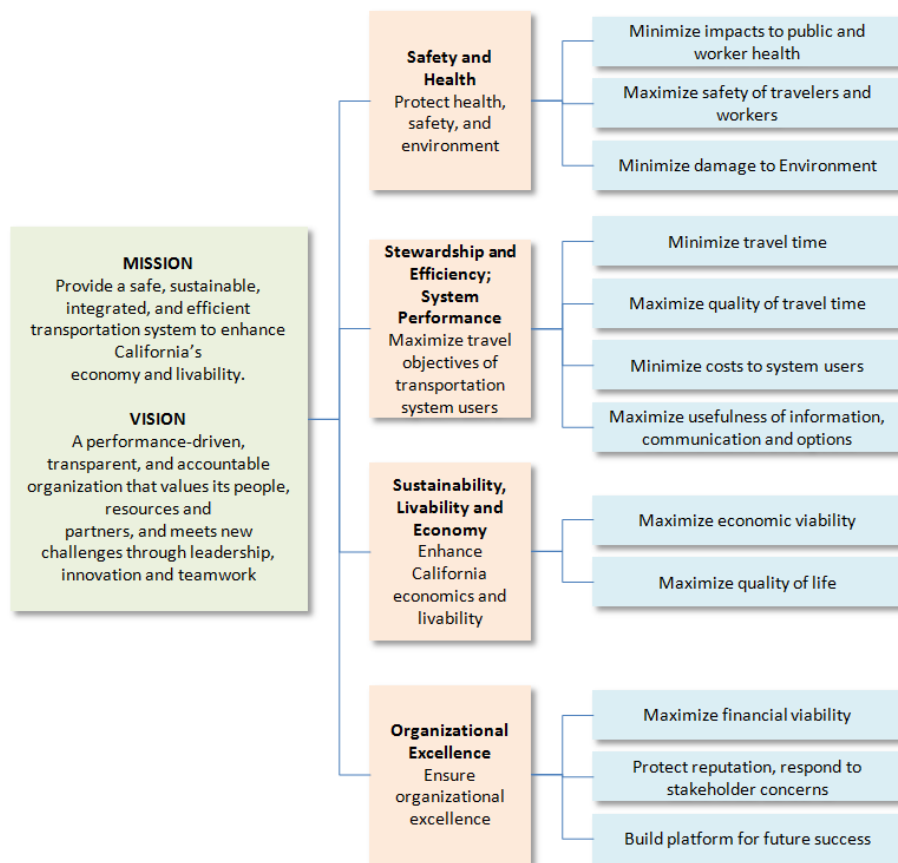 MISSION
Provide a safe, sustainable,
integrated, and efficient
transportation system to enhance
California's
economy and livability.
VISION
A performance-driven,
transparent, and accountable
organization that values its people,
resources and
partners, and meets new
challenges through leadership,
innovation and teamwork
Safety and
Health
Protect health,
safety, and
environment
Minimize impacts to public and
worker health
Maximize safety of travelers and
workers
Minimize damage to Environment
Stewardship and
Efficiency;
System
Performance
Maximize travel
objectives of
transportation
system users
Minimize travel time
Maximize quality of travel time
Minimize costs to system users
Maximize usefulness of information,
communication and options
Sustainability,
Livability and
Economy
Enhance
California
economics and
livability
Maximize economic viability
Maximize quality of life
Organizational
Excellence
Ensure
organizational
excellence
Maximize financial viability
Protect reputation, respond to
stakeholder concerns
Build platform for future success